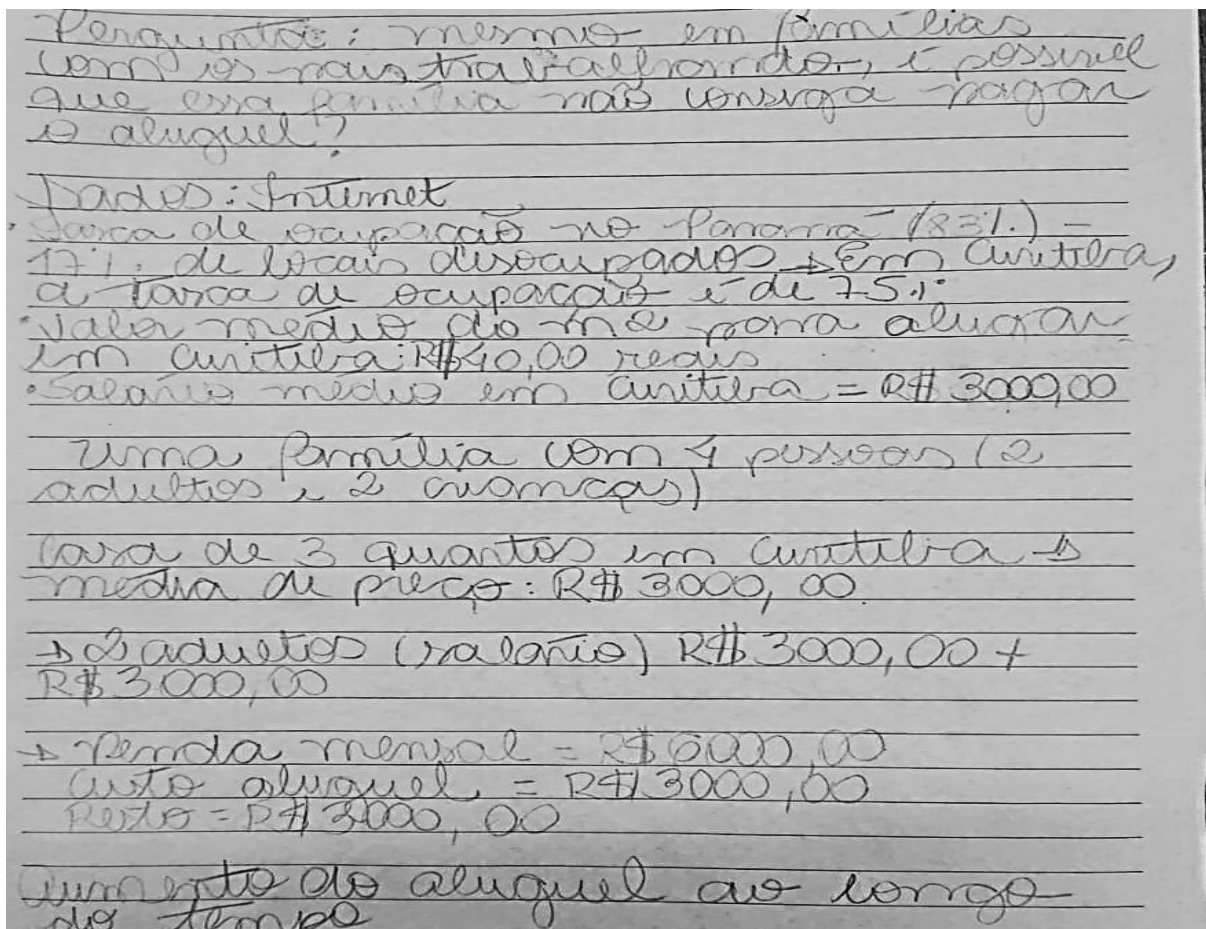 Pergunta: mesmo em famílias
com os pais trabalhando, é possível
que essa família não consiga pagar
o aluguel?
Dados: Internet
• Taxa de ocupação no Paraná (83%) -
17% de locais desocupados → Em Curitiba,
a taxa de ocupação é de 75%
• Valor médio do m2 para alugar
em Curitiba: R$40,00 reais
• Salário médio em Curitiba = R$ 3000,00
Uma família com 4 pessoas (2
adultos e 2 crianças)
Casa de 3 quartos em Curitiba →
média de preço: R$ 3000,00.
→ 2 adultos (salário) R$ 3000,00 +
R$ 3000,00
→ Renda mensal = R$ 6000,00
Custo aluguel = R$ 3000,00
Resto = R$ 3000,00
Aumento do aluguel ao longo
do tempo